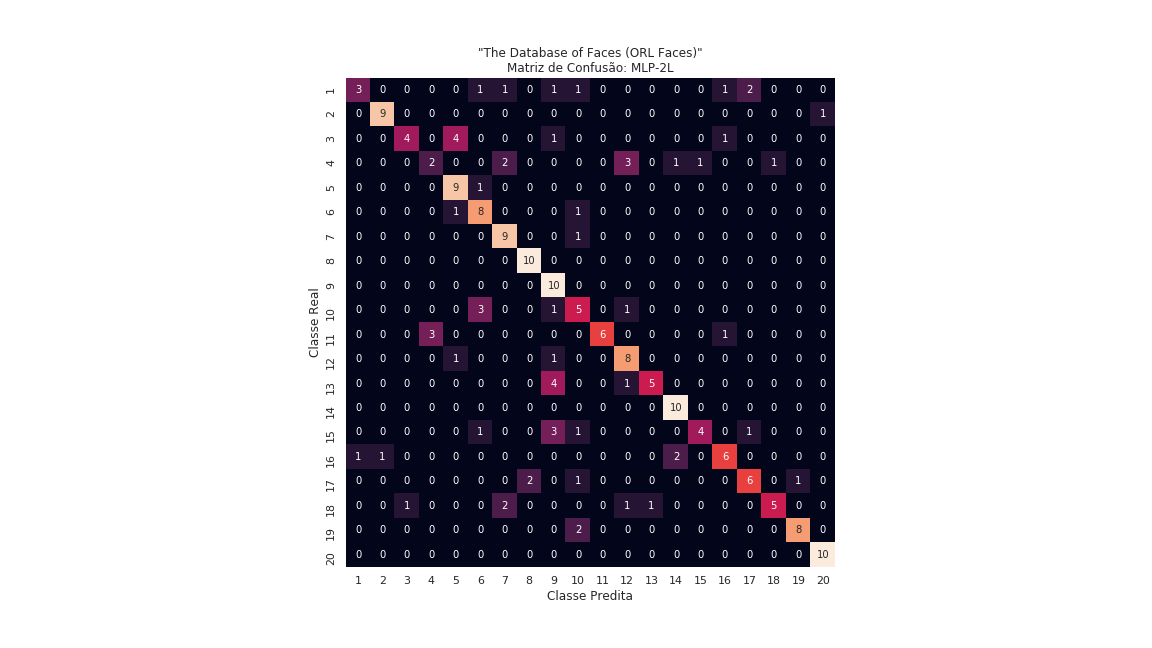 "The Database of Faces (ORL Faces)"
Matriz de Confusão: MLP-2L
Classe Real
1 3 0 0 0 0 1 1 0 1 1 0 0 0 0 0 1 2 0 0 0
2 0 9 0 0 0 0 0 0 0 0 0 0 0 0 0 0 0 0 0 1
3 0 0 4 0 4 0 0 0 1 0 0 0 0 0 0 1 0 0 0 0
4 0 0 0 2 0 0 2 0 0 0 0 3 0 1 1 0 0 1 0 0
5 0 0 0 0 9 1 0 0 0 0 0 0 0 0 0 0 0 0 0 0
6 0 0 0 0 1 8 0 0 0 1 0 0 0 0 0 0 0 0 0 0
7 0 0 0 0 0 0 9 0 0 1 0 0 0 0 0 0 0 0 0 0
8 0 0 0 0 0 0 0 10 0 0 0 0 0 0 0 0 0 0 0 0
9 0 0 0 0 0 0 0 0 10 0 0 0 0 0 0 0 0 0 0 0
10 0 0 0 0 0 3 0 0 1 5 0 1 0 0 0 0 0 0 0 0
11 0 0 0 3 0 0 0 0 0 0 6 0 0 0 0 1 0 0 0 0
12 0 0 0 0 1 0 0 0 1 0 0 8 0 0 0 0 0 0 0 0
13 0 0 0 0 0 0 0 0 4 0 0 1 5 0 0 0 0 0 0 0
14 0 0 0 0 0 0 0 0 0 0 0 0 0 10 0 0 0 0 0 0
15 0 0 0 0 0 1 0 0 3 1 0 0 0 0 4 0 1 0 0 0
16 1 1 0 0 0 0 0 0 0 0 0 0 0 2 0 6 0 0 0 0
17 0 0 0 0 0 0 0 2 0 1 0 0 0 0 0 0 6 0 1 0
18 0 0 1 0 0 0 2 0 0 0 0 1 1 0 0 0 0 5 0 0
19 0 0 0 0 0 0 0 0 0 2 0 0 0 0 0 0 0 0 8 0
20 0 0 0 0 0 0 0 0 0 0 0 0 0 0 0 0 0 0 0 10
1 2 3 4 5 6 7 8 9 10 11 12 13 14 15 16 17 18 19 20
Classe Predita